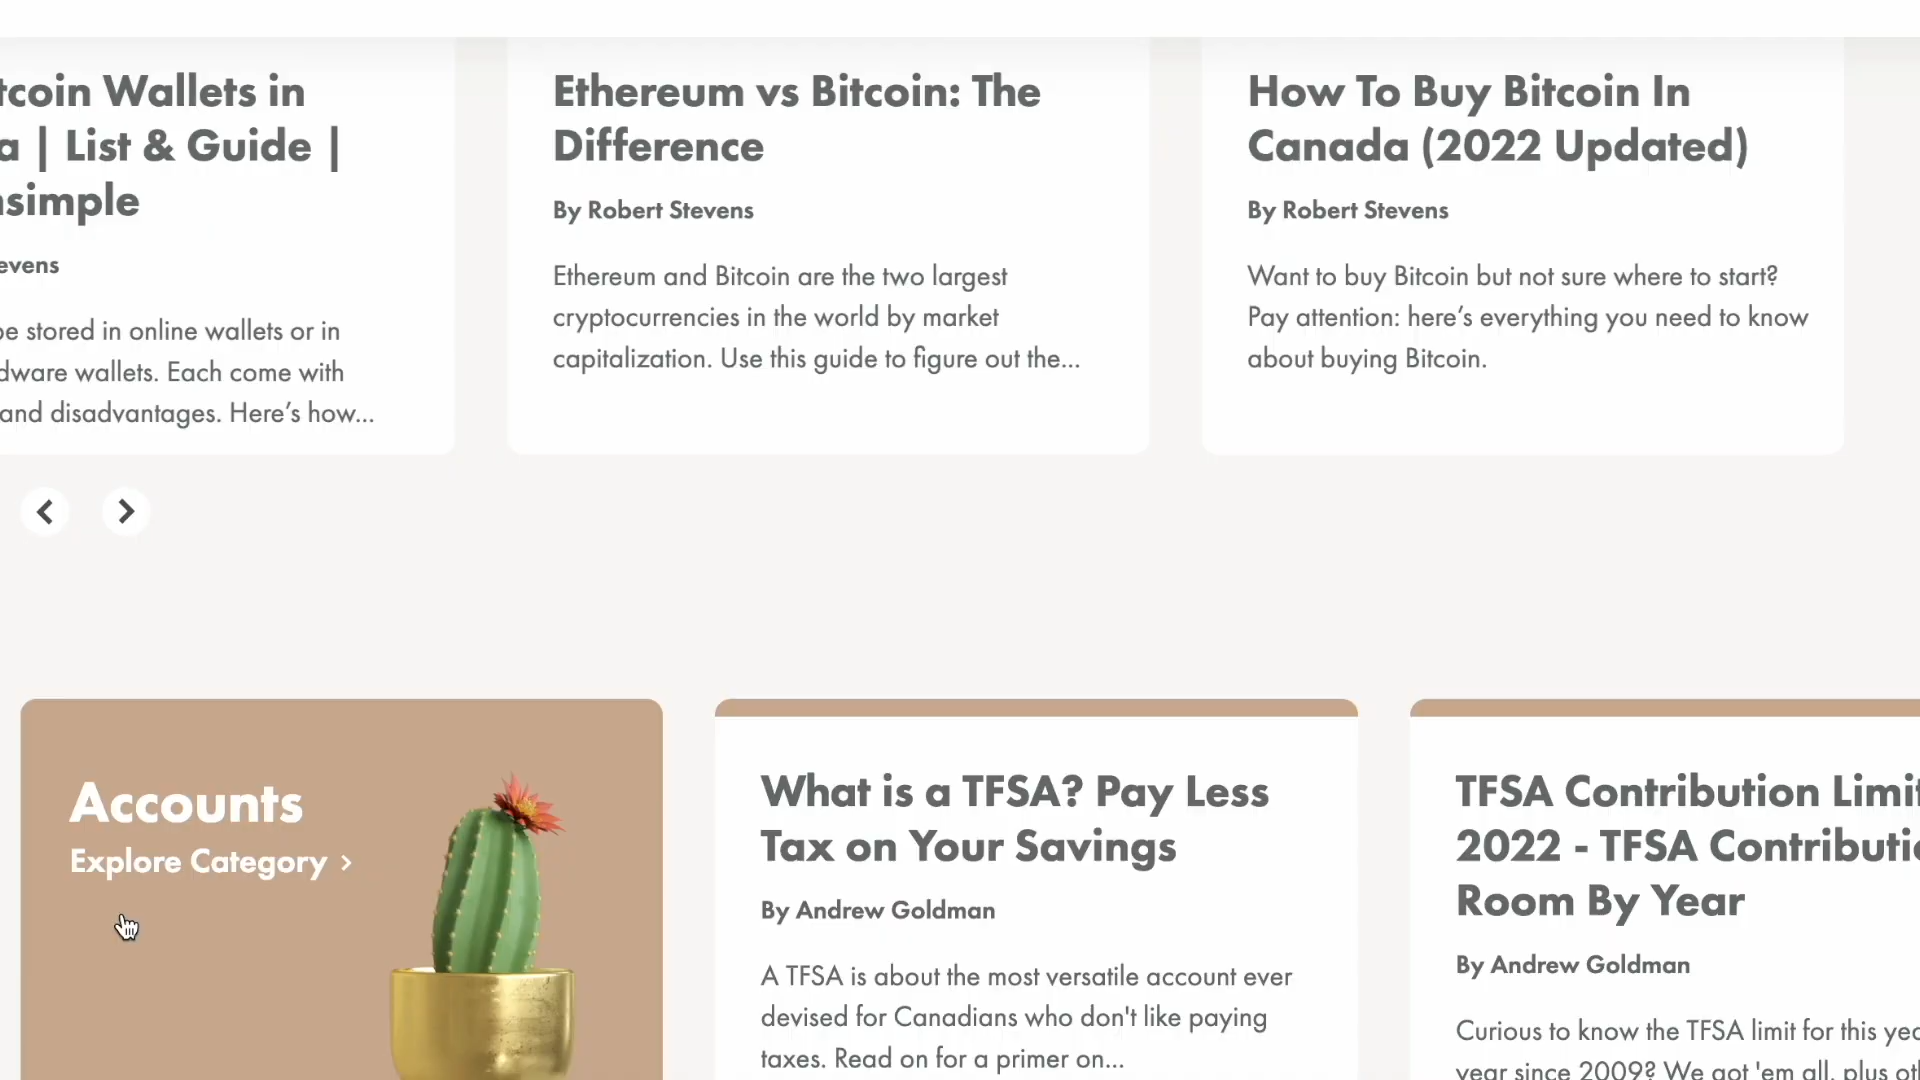 tcoin Wallets in
a | List & Guide |
simple
evens
be stored in online wallets or in
dware wallets. Each come with
and disadvantages. Here’s how...
Ethereum vs Bitcoin: The
Difference
By Robert Stevens
Ethereum and Bitcoin are the two largest
cryptocurrencies in the world by market
capitalization. Use this guide to figure out the...
How To Buy Bitcoin In
Canada (2022 Updated)
By Robert Stevens
Want to buy Bitcoin but not sure where to start?
Pay attention: here’s everything you need to know
about buying Bitcoin.
Accounts
Explore Category ›
What is a TFSA? Pay Less
Tax on Your Savings
By Andrew Goldman
A TFSA is about the most versatile account ever
devised for Canadians who don't like paying
taxes. Read on for a primer on...
TFSA Contribution Limit
2022 - TFSA Contributio
Room By Year
By Andrew Goldman
Curious to know the TFSA limit for this yea
year since 2009? We got 'em all, plus ot